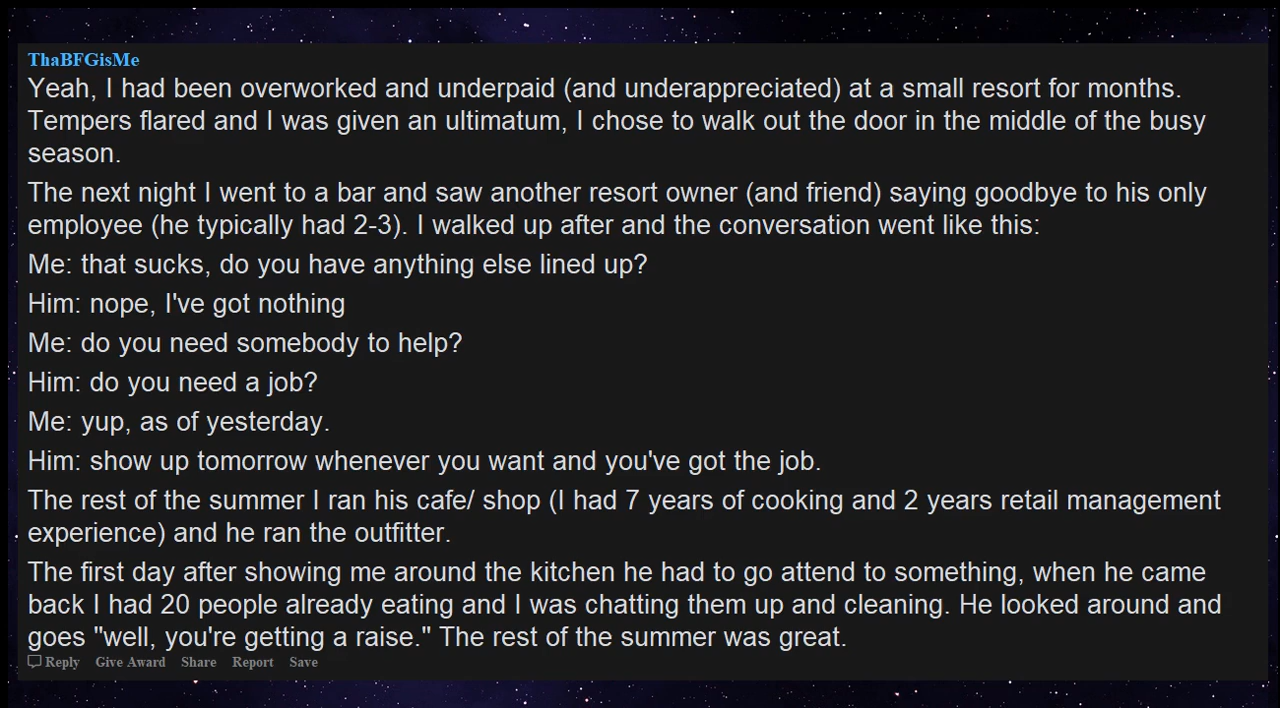 ThaBFGisMe
Yeah, I had been overworked and underpaid (and underappreciated) at a small resort for months.
Tempers flared and I was given an ultimatum, I chose to walk out the door in the middle of the busy
season.
The next night I went to a bar and saw another resort owner (and friend) saying goodbye to his only
employee (he typically had 2-3). I walked up after and the conversation went like this:
Me: that sucks, do you have anything else lined up?
Him: nope, I've got nothing
Me: do you need somebody to help?
Him: do you need a job?
Me: yup, as of yesterday.
Him: show up tomorrow whenever you want and you've got the job.
The rest of the summer I ran his cafe/ shop (I had 7 years of cooking and 2 years retail management
experience) and he ran the outfitter.
The first day after showing me around the kitchen he had to go attend to something, when he came
back I had 20 people already eating and I was chatting them up and cleaning. He looked around and
goes "well, you're getting a raise." The rest of the summer was great.
Reply Give Award Share Report Save